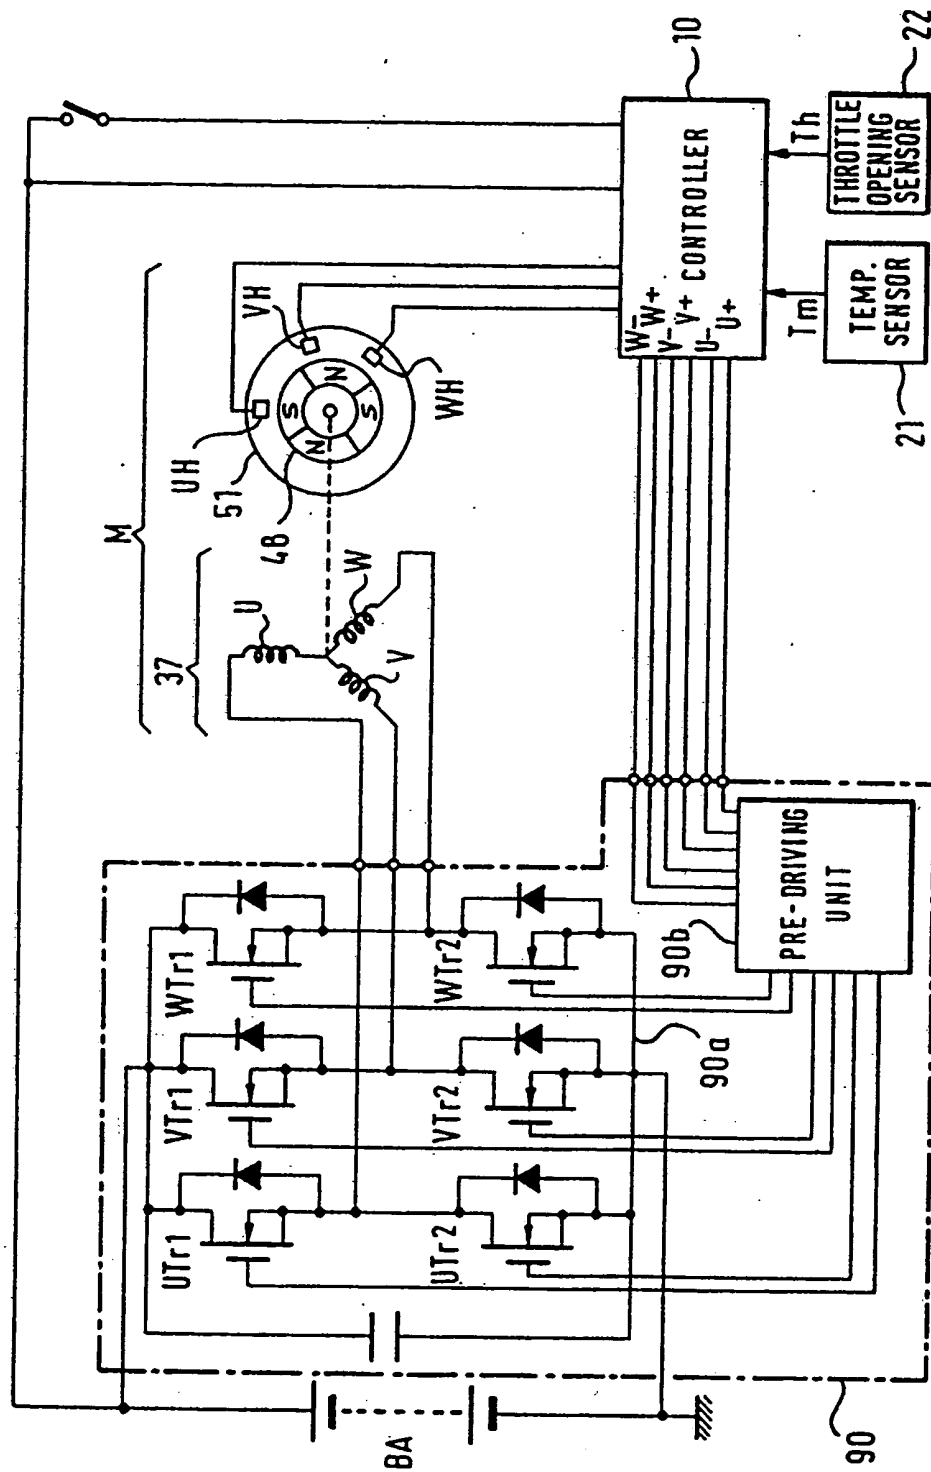 BA
UTr1
VTr1
WTr1
UTr2
VTr2
WTr2
90a
90b
PRE-DRIVING
UNIT
90
M
37
U
V
W
UH
51
48
VH
WH
N
S
N
S
W-
W+
V-
V+
U-
U+
CONTROLLER
10
Tm
Th
TEMP.
SENSOR
21
THROTTLE
OPENING
SENSOR
22